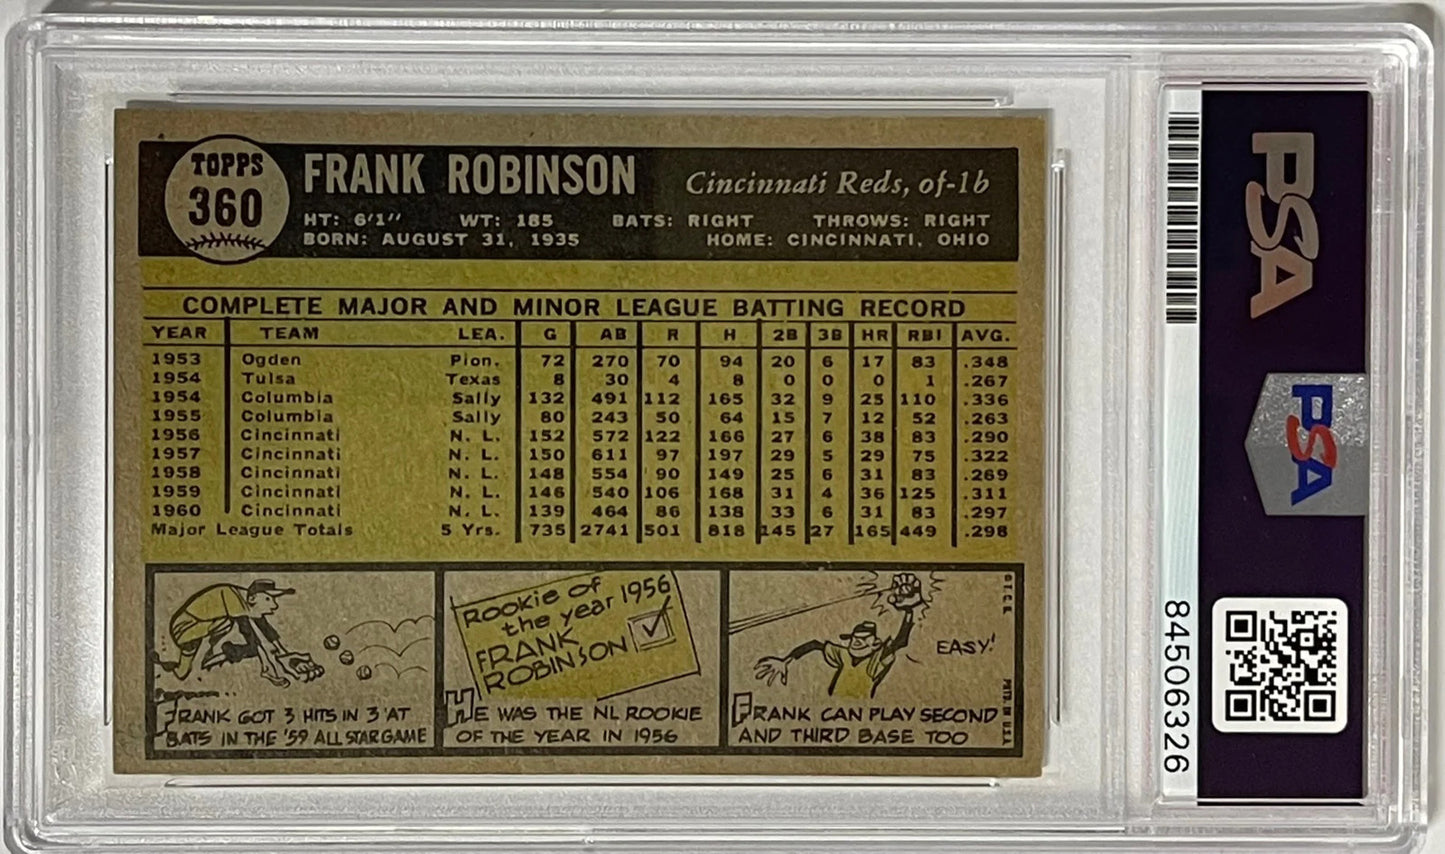 TOPPS
360
FRANK ROBINSON Cincinnati Reds, of-1b
HT: 6'1" WT: 185 BATS: RIGHT THROWS: RIGHT
BORN: AUGUST 31, 1935 HOME: CINCINNATI, OHIO
COMPLETE MAJOR AND MINOR LEAGUE BATTING RECORD
YEAR TEAM LEA. G AB R H 2B 3B HR RBI AVG.
1953 Ogden Pion. 72 270 70 94 20 6 17 83 .348
1954 Tulsa Texas 8 30 4 8 0 0 0 1 .267
1954 Columbia Sally 132 491 112 165 32 9 25 110 .336
1955 Columbia Sally 80 243 50 64 15 7 12 52 .263
1956 Cincinnati N. L. 152 572 122 166 27 6 38 83 .290
1957 Cincinnati N. L. 150 611 97 197 29 5 29 75 .322
1958 Cincinnati N. L. 148 554 90 149 25 6 31 83 .269
1959 Cincinnati N. L. 146 540 106 168 31 4 36 125 .311
1960 Cincinnati N. L. 139 464 86 138 33 6 31 83 .297
Major League Totals 5 Yrs. 735 2741 501 818 145 27 165 449 .298
FRANK GOT 3 HITS IN 3 'AT
BATS IN THE '59 ALL STAR GAME
Rookie of
the year 1956
FRANK
ROBINSON
HE WAS THE NL ROOKIE
OF THE YEAR IN 1956
EASY!
FRANK CAN PLAY SECOND
AND THIRD BASE TOO
©T.C.G.
PRTD. IN U.S.A.
PSA
PSA
84506326